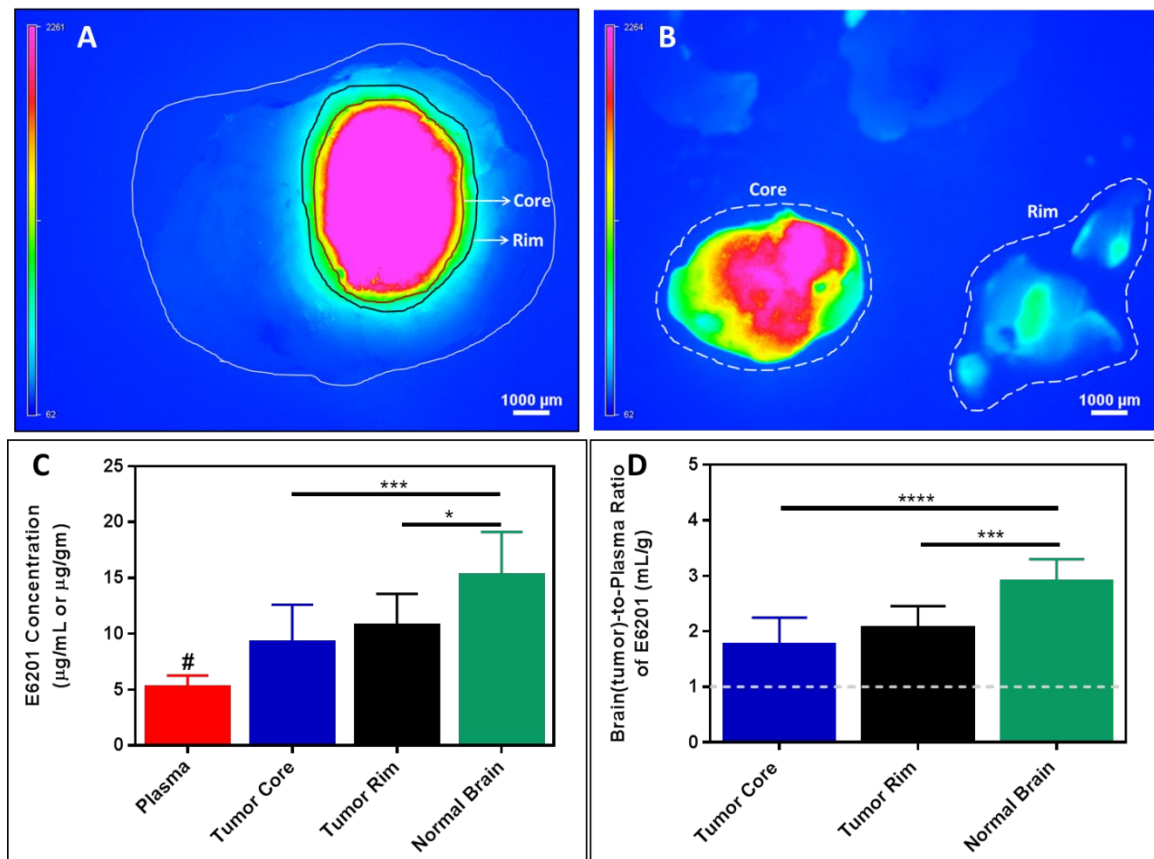 2261
A
Core
Rim
62
1000 µm
2264
B
Core
Rim
62
1000 µm
C
E6201 Concentration
(µg/mL or µg/gm)
25
20
15
10
5
0
#
***
*
Plasma
Tumor Core
Tumor Rim
Normal Brain
D
Brain(tumor)-to-Plasma Ratio
of E6201 (mL/g)
5
4
3
2
1
0
****
***
Tumor Core
Tumor Rim
Normal Brain